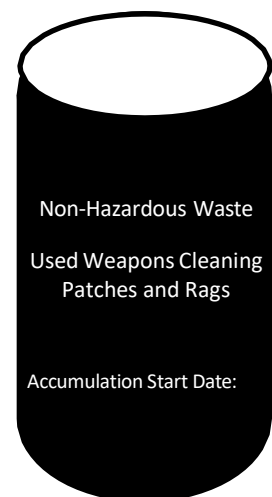 Non-Hazardous Waste
Used Weapons Cleaning
Patches and Rags
Accumulation Start Date: